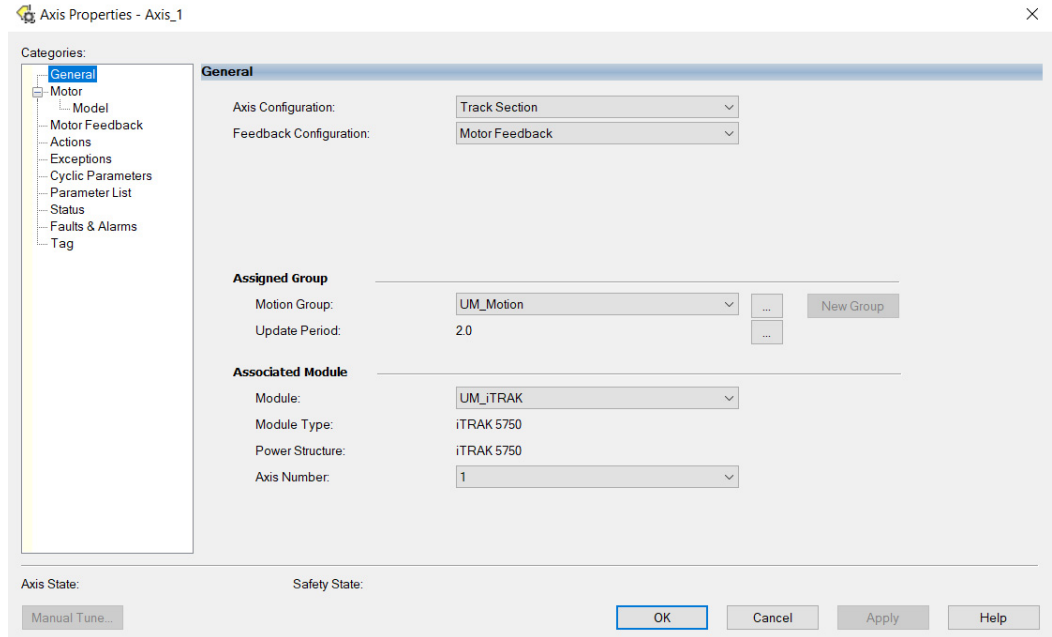 Axis Properties - Axis_1
Categories:
General
Motor
Model
Motor Feedback
Actions
Exceptions
Cyclic Parameters
Parameter List
Status
Faults & Alarms
Tag
General
Axis Configuration: Track Section
Feedback Configuration: Motor Feedback
Assigned Group
Motion Group: UM_Motion ... New Group
Update Period: 2.0 ...
Associated Module
Module: UM_iTRAK
Module Type: iTRAK 5750
Power Structure: iTRAK 5750
Axis Number: 1
Axis State: Safety State:
Manual Tune... OK Cancel Apply Help